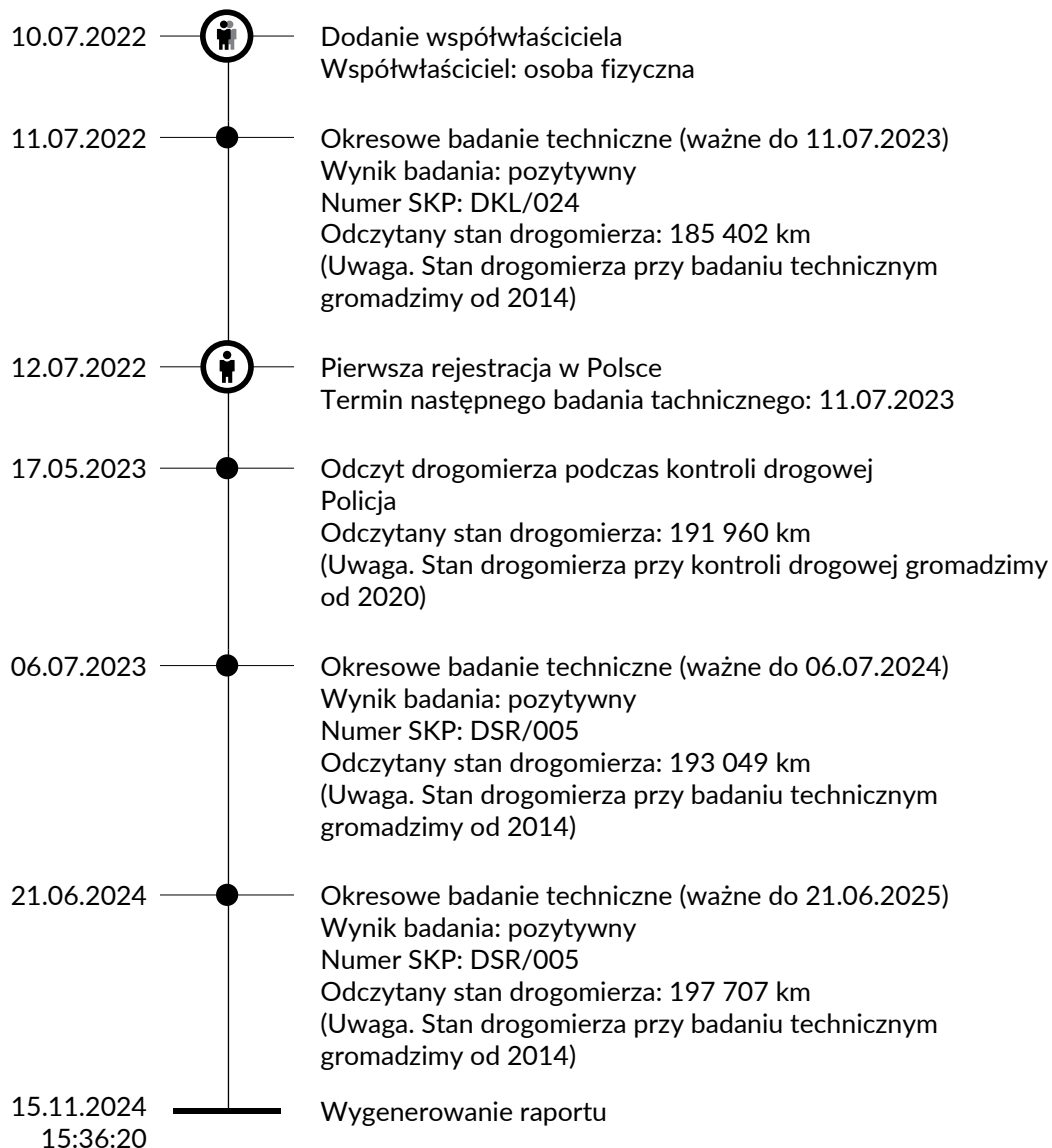 10.07.2022
Dodanie współwłaściciela
Współwłaściciel: osoba fizyczna
11.07.2022
Okresowe badanie techniczne (ważne do 11.07.2023)
Wynik badania: pozytywny
Numer SKP: DKL/024
Odczytany stan drogomierza: 185 402 km
(Uwaga. Stan drogomierza przy badaniu technicznym
gromadzimy od 2014)
12.07.2022
Pierwsza rejestracja w Polsce
Termin następnego badania tachnicznego: 11.07.2023
17.05.2023
Odczyt drogomierza podczas kontroli drogowej
Policja
Odczytany stan drogomierza: 191 960 km
(Uwaga. Stan drogomierza przy kontroli drogowej gromadzimy
od 2020)
06.07.2023
Okresowe badanie techniczne (ważne do 06.07.2024)
Wynik badania: pozytywny
Numer SKP: DSR/005
Odczytany stan drogomierza: 193 049 km
(Uwaga. Stan drogomierza przy badaniu technicznym
gromadzimy od 2014)
21.06.2024
Okresowe badanie techniczne (ważne do 21.06.2025)
Wynik badania: pozytywny
Numer SKP: DSR/005
Odczytany stan drogomierza: 197 707 km
(Uwaga. Stan drogomierza przy badaniu technicznym
gromadzimy od 2014)
15.11.2024
15:36:20
Wygenerowanie raportu